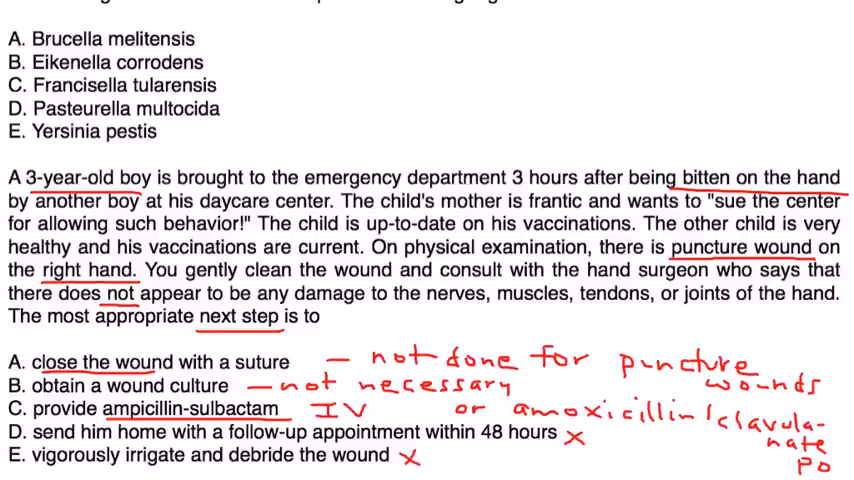 A. Brucella melitensis
B. Eikenella corrodens
C. Francisella tularensis
D. Pasteurella multocida
E. Yersinia pestis
A 3-year-old boy is brought to the emergency department 3 hours after being bitten on the hand
by another boy at his daycare center. The child's mother is frantic and wants to "sue the center
for allowing such behavior!" The child is up-to-date on his vaccinations. The other child is very
healthy and his vaccinations are current. On physical examination, there is puncture wound on
the right hand. You gently clean the wound and consult with the hand surgeon who says that
there does not appear to be any damage to the nerves, muscles, tendons, or joints of the hand.
The most appropriate next step is to
A. close the wound with a suture – not done for puncture
wounds
B. obtain a wound culture – not necessary
C. provide ampicillin-sulbactam IV or amoxicillin/clavula-
nate
PO
D. send him home with a follow-up appointment within 48 hours x
E. vigorously irrigate and debride the wound x